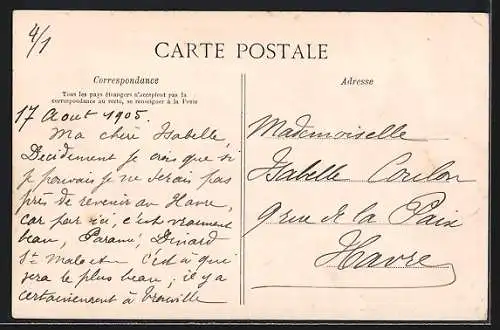 4/1
CARTE POSTALE
Correspondance
Tous les pays étrangers n'acceptent pas la
correspondance au recto, se renseigner à la Poste
Adresse
17 Aout 1905.
Ma chère Isabelle,
Decidement je crois que si
je pouvais je ne serais pas
près de revenir au Havre,
car par ici, c'est vraiment
beau, Paramé, Dinard
St Malo etc. c'est à qui
sera le plus beau; il y a
certainement à Trouville
Mademoiselle
Isabelle Coulon
9 rue de la Paix
Havre